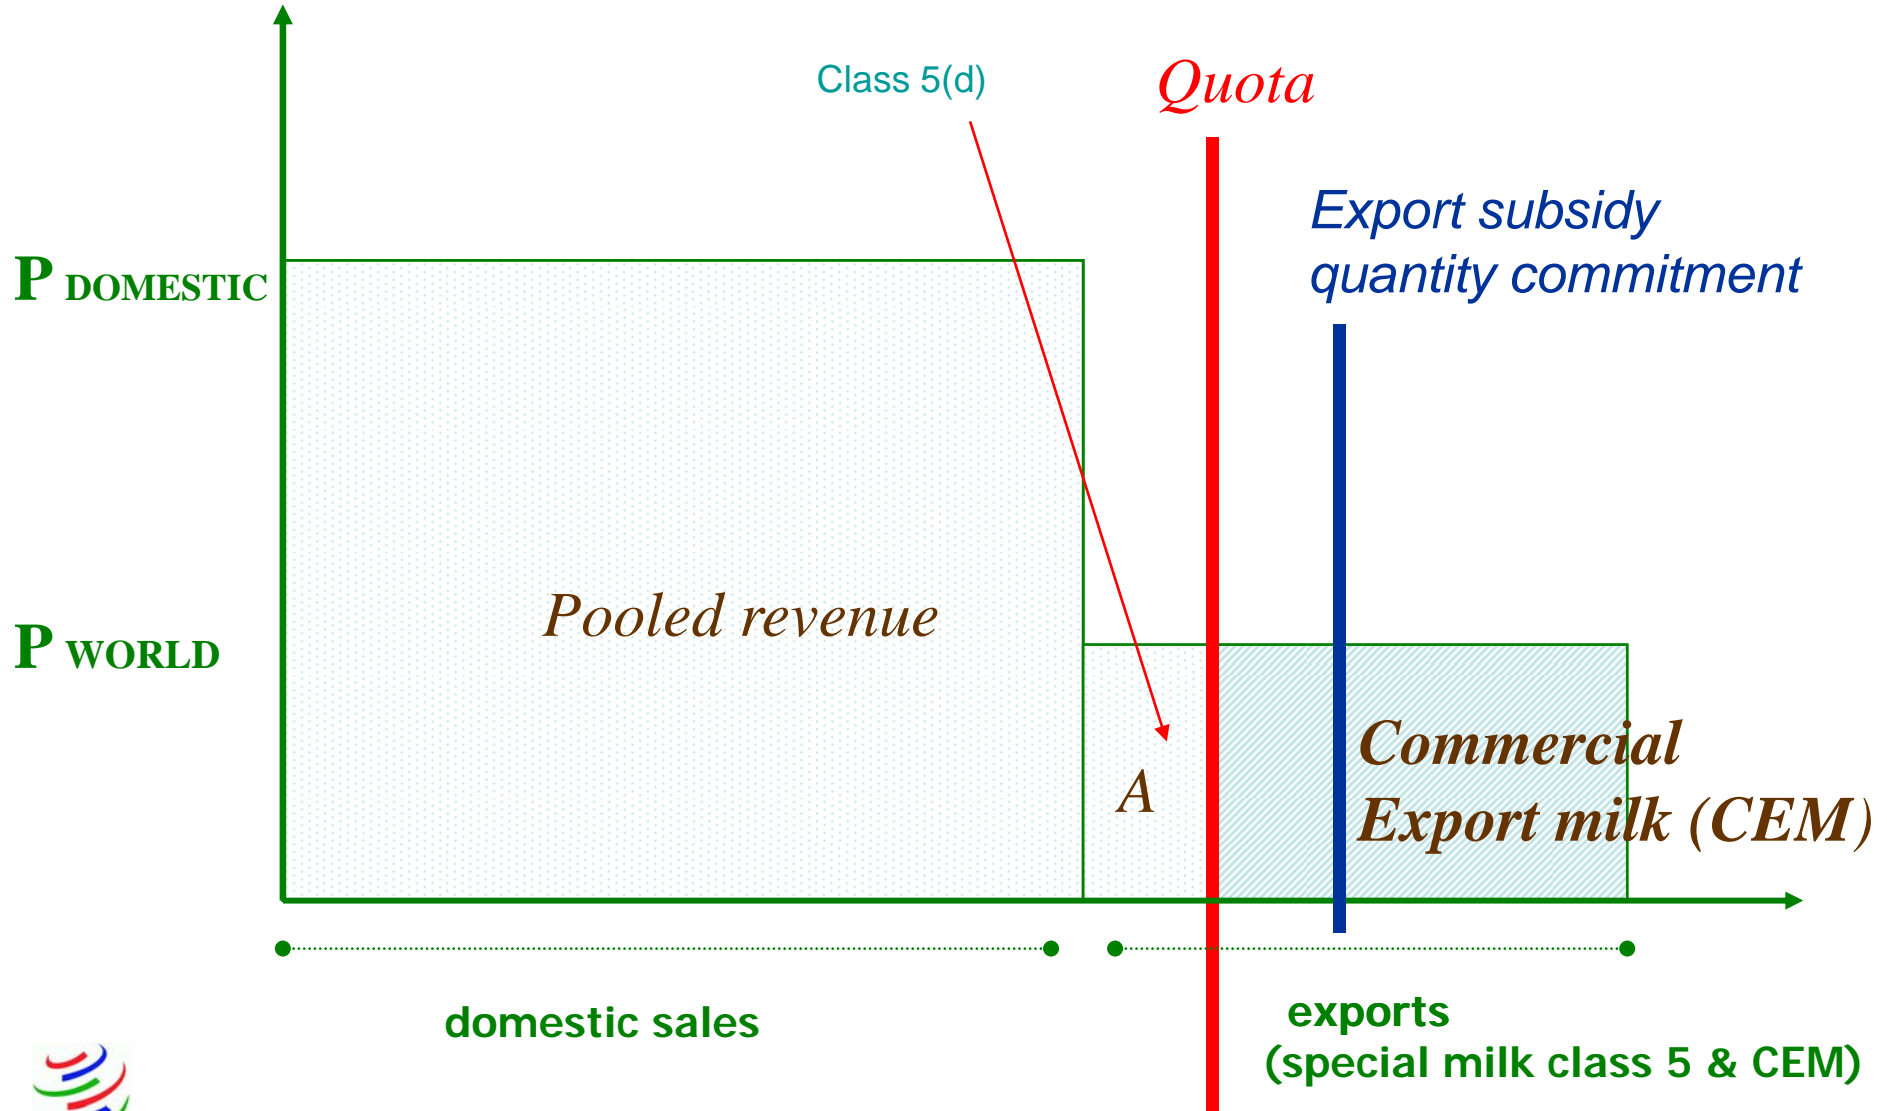 Class 5(d)
Quota
Export subsidy
quantity commitment
P DOMESTIC
Pooled revenue
P WORLD
Commercial
A
Export milk (CEM)
domestic sales
exports
(special milk class 5 & CEM)